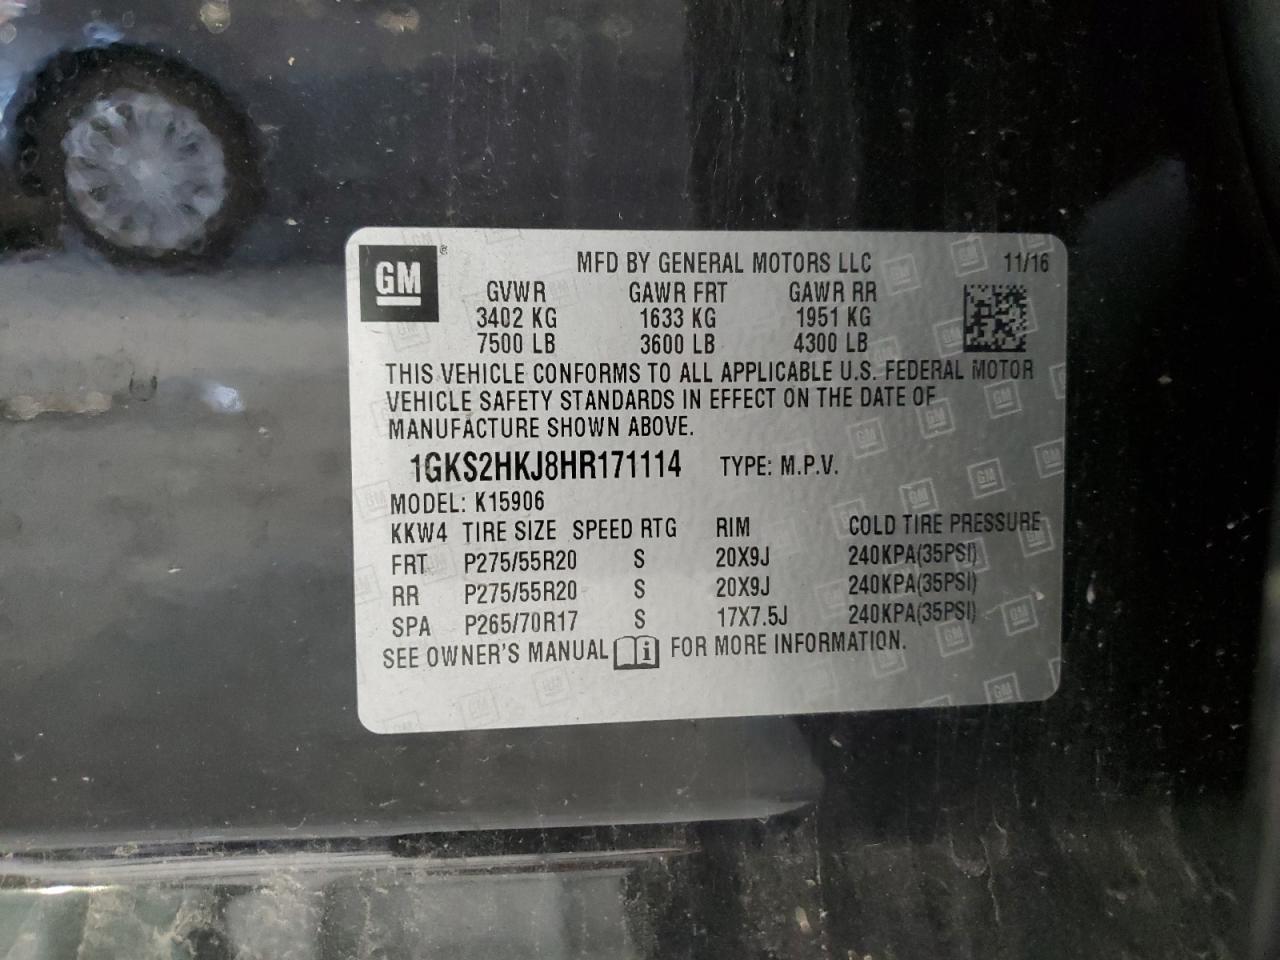 GM ®
MFD BY GENERAL MOTORS LLC 11/16
GVWR GAWR FRT GAWR RR
3402 KG 1633 KG 1951 KG
7500 LB 3600 LB 4300 LB
THIS VEHICLE CONFORMS TO ALL APPLICABLE U.S. FEDERAL MOTOR
VEHICLE SAFETY STANDARDS IN EFFECT ON THE DATE OF
MANUFACTURE SHOWN ABOVE.
1GKS2HKJ8HR171114 TYPE: M.P.V.
MODEL: K15906
KKW4 TIRE SIZE SPEED RTG RIM COLD TIRE PRESSURE
FRT P275/55R20 S 20X9J 240KPA(35PSI)
RR P275/55R20 S 20X9J 240KPA(35PSI)
SPA P265/70R17 S 17X7.5J 240KPA(35PSI)
SEE OWNER'S MANUAL i FOR MORE INFORMATION.